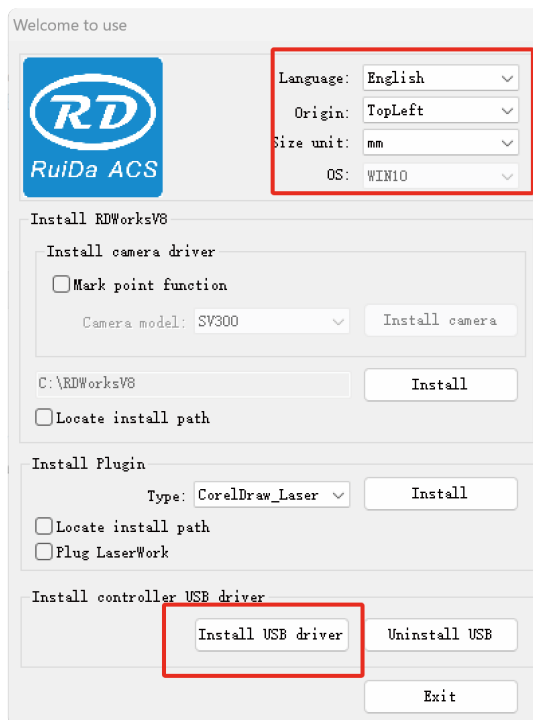 Welcome to use
RD
RuiDa ACS
Language: English
Origin: TopLeft
Size unit: mm
OS: WIN10
Install RDWorksV8
Install camera driver
Mark point function
Camera model: SV300 Install camera
C:\RDWorksV8 Install
Locate install path
Install Plugin
Type: CorelDraw_Laser Install
Locate install path
Plug LaserWork
Install controller USB driver
Install USB driver Uninstall USB
Exit